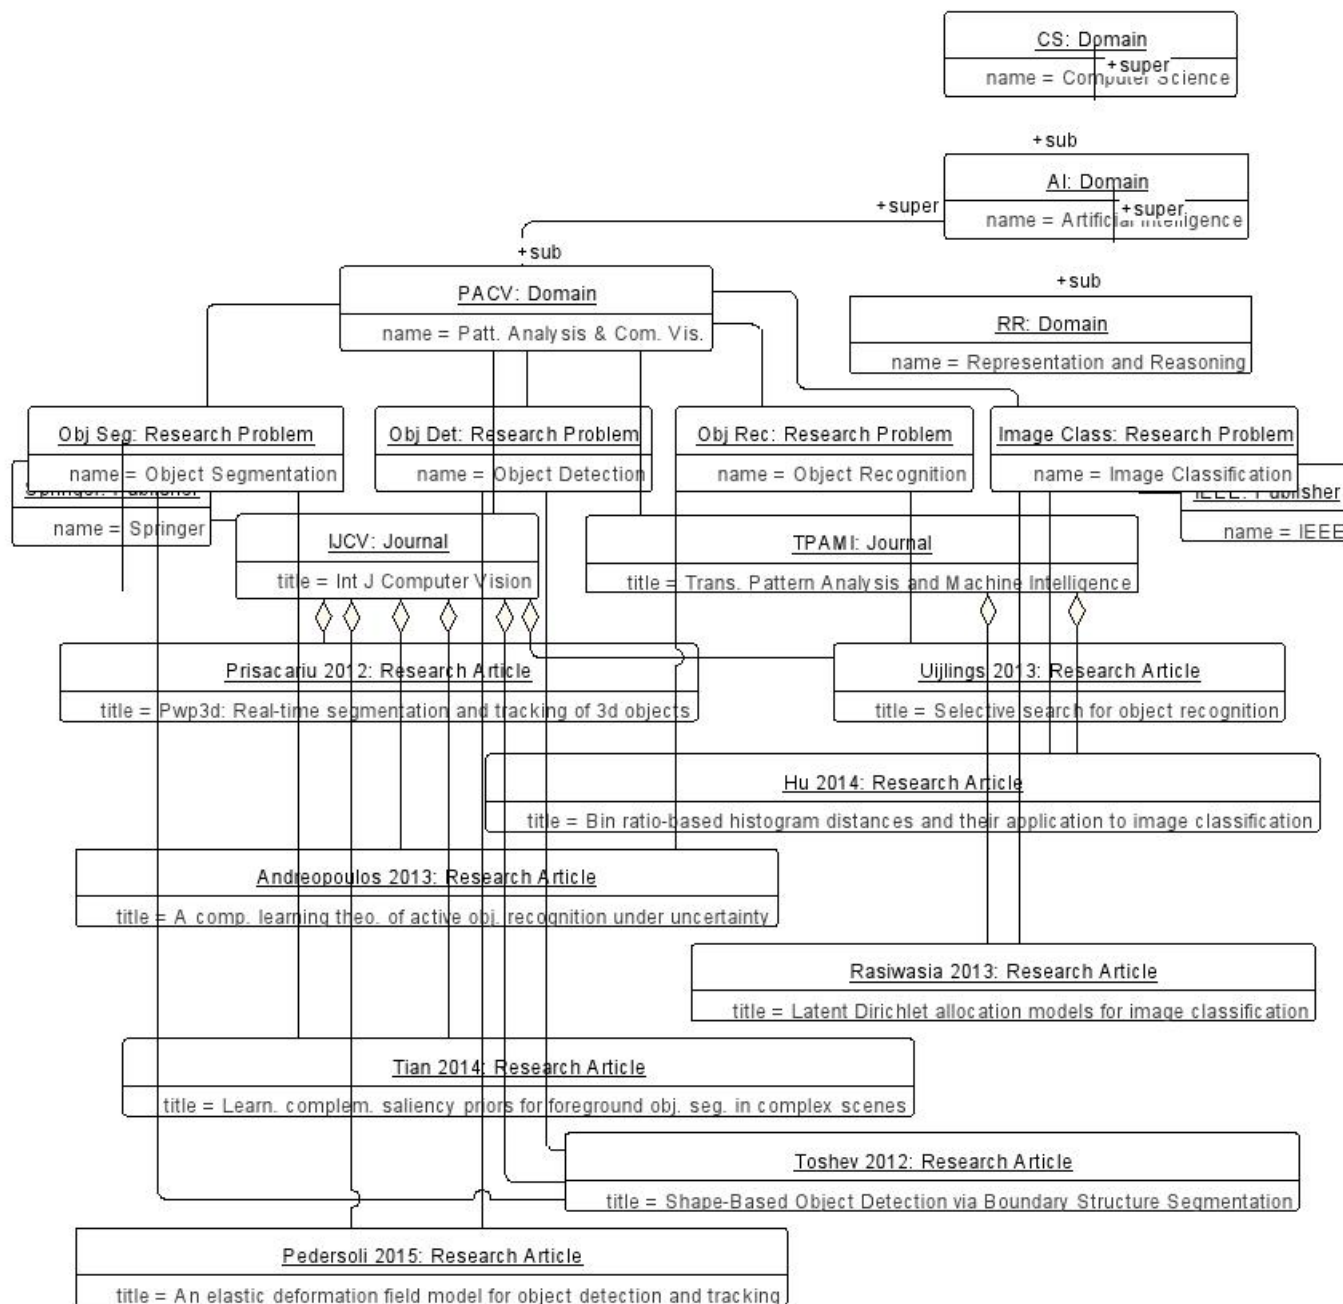 CS: Domain
+super
name = Computer Science
+sub
AI: Domain
+super
+super
name = Artificial Intelligence
+sub
+sub
PACV: Domain
name = Patt. Analysis & Com. Vis.
RR: Domain
name = Representation and Reasoning
Obj Seg: Research Problem
name = Object Segmentation
Obj Det: Research Problem
name = Object Detection
Obj Rec: Research Problem
name = Object Recognition
Image Class: Research Problem
name = Image Classification
Springer: Publisher
name = Springer
IEEE: Publisher
name = IEEE
IJCV: Journal
title = Int J Computer Vision
TPAMI: Journal
title = Trans. Pattern Analysis and Machine Intelligence
Prisacariu 2012: Research Article
title = Pwp3d: Real-time segmentation and tracking of 3d objects
Uijlings 2013: Research Article
title = Selective search for object recognition
Hu 2014: Research Article
title = Bin ratio-based histogram distances and their application to image classification
Andreopoulos 2013: Research Article
title = A comp. learning theo. of active obj. recognition under uncertainty
Rasiwasia 2013: Research Article
title = Latent Dirichlet allocation models for image classification
Tian 2014: Research Article
title = Learn. complem. saliency priors for foreground obj. seg. in complex scenes
Toshev 2012: Research Article
title = Shape-Based Object Detection via Boundary Structure Segmentation
Pedersoli 2015: Research Article
title = An elastic deformation field model for object detection and tracking